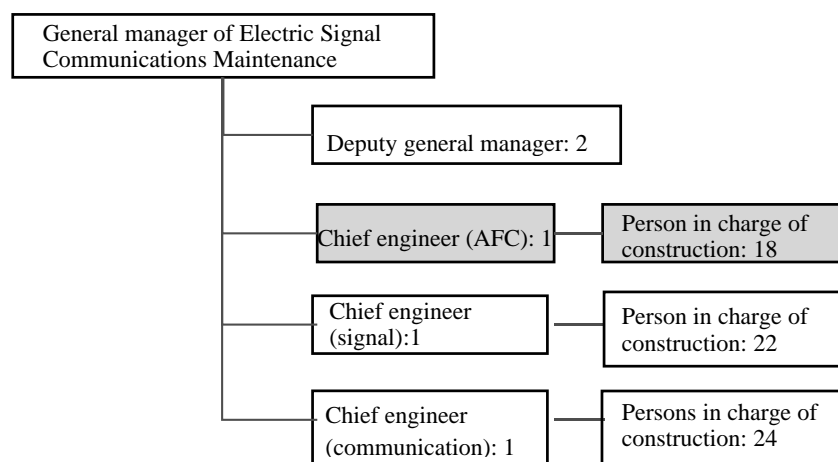 General manager of Electric Signal
Communications Maintenance
Deputy general manager: 2
Chief engineer (AFC): 1
Person in charge of
construction: 18
Chief engineer
(signal):1
Person in charge of
construction: 22
Chief engineer
(communication): 1
Persons in charge of
construction: 24